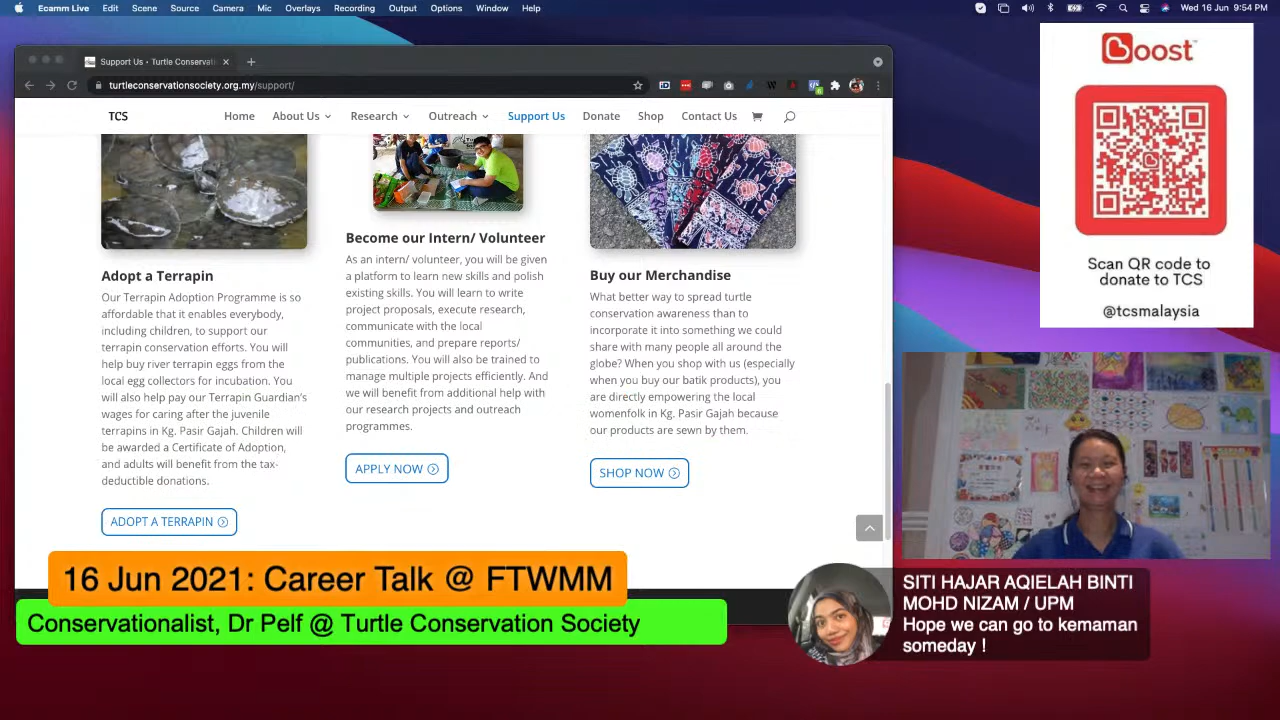 Ecamm Live Edit Scene Source Camera Mic Overlays Recording Output Options Window Help
Wed 16 Jun 9:54 PM
Support Us • Turtle Conservati
turtleconservationsociety.org.my/support/
TCS Home About Us Research Outreach Support Us Donate Shop Contact Us
Adopt a Terrapin
Our Terrapin Adoption Programme is so
affordable that it enables everybody,
including children, to support our
terrapin conservation efforts. You will
help buy river terrapin eggs from the
local egg collectors for incubation. You
will also help pay our Terrapin Guardian's
wages for caring after the juvenile
terrapins in Kg. Pasir Gajah. Children will
be awarded a Certificate of Adoption,
and adults will benefit from the tax-
deductible donations.
ADOPT A TERRAPIN
Become our Intern/ Volunteer
As an intern/ volunteer, you will be given
a platform to learn new skills and polish
existing skills. You will learn to write
project proposals, execute research,
communicate with the local
communities, and prepare reports/
publications. You will also be trained to
manage multiple projects efficiently. And
we will benefit from additional help with
our research projects and outreach
programmes.
APPLY NOW
Buy our Merchandise
What better way to spread turtle
conservation awareness than to
incorporate it into something we could
share with many people all around the
globe? When you shop with us (especially
when you buy our batik products), you
are directly empowering the local
womenfolk in Kg. Pasir Gajah because
our products are sewn by them.
SHOP NOW
Boost™
Scan QR code to
donate to TCS
@tcsmalaysia
16 Jun 2021: Career Talk @ FTWMM
Conservationalist, Dr Pelf @ Turtle Conservation Society
SITI HAJAR AQIELAH BINTI
MOHD NIZAM / UPM
Hope we can go to kemaman
someday !